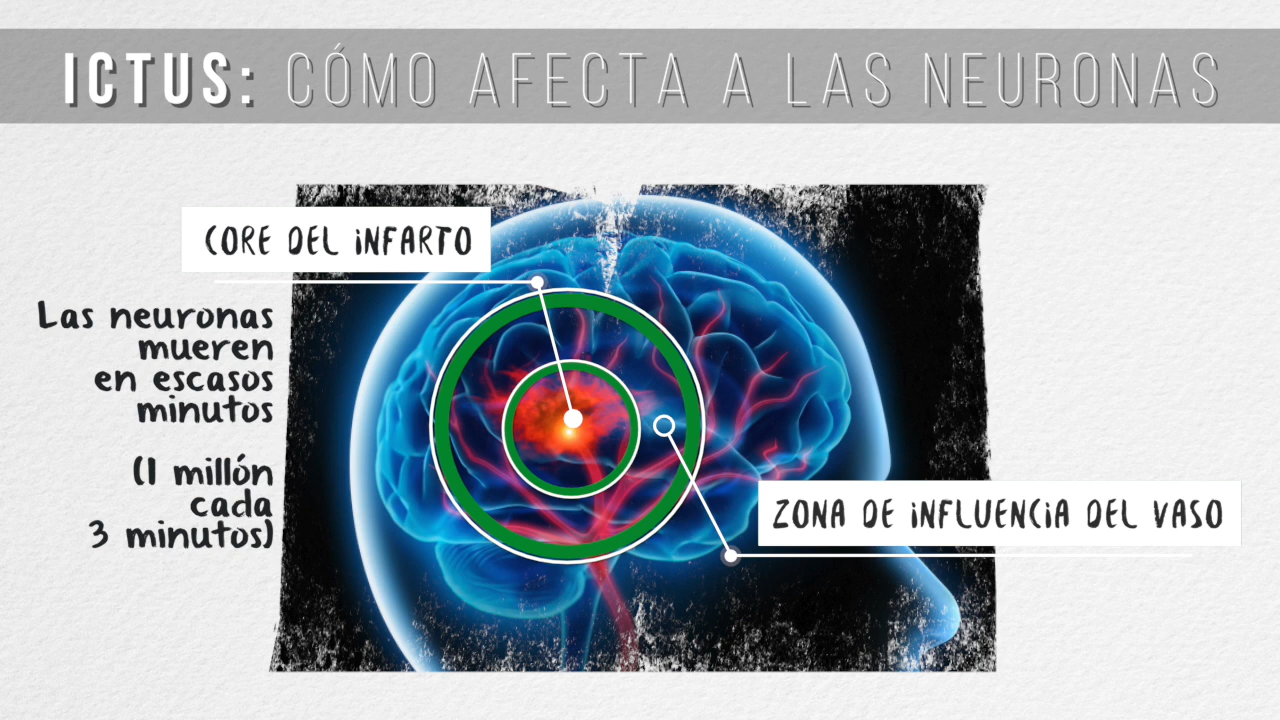 ICTUS: CÓMO AFECTA A LAS NEURONAS
CORE DEL INFARTO
Las neuronas
mueren
en escasos
minutos
(1 millón
cada
3 minutos)
ZONA DE INFLUENCIA DEL VASO